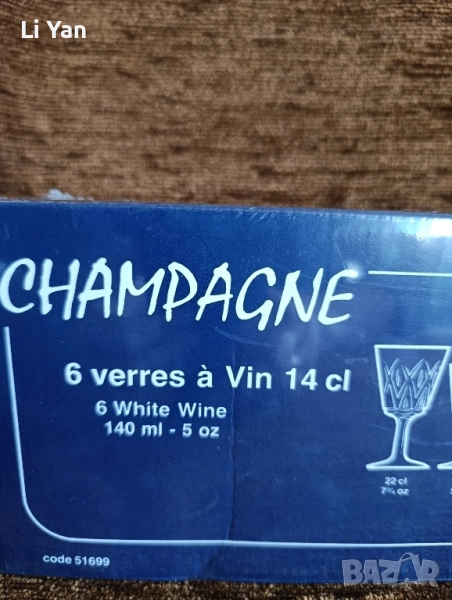 Li Yan
CHAMPAGNE
6 verres à Vin 14 cl
6 White Wine
140 ml - 5 oz
22 cl
7¾ oz
code 51699
BAZAR